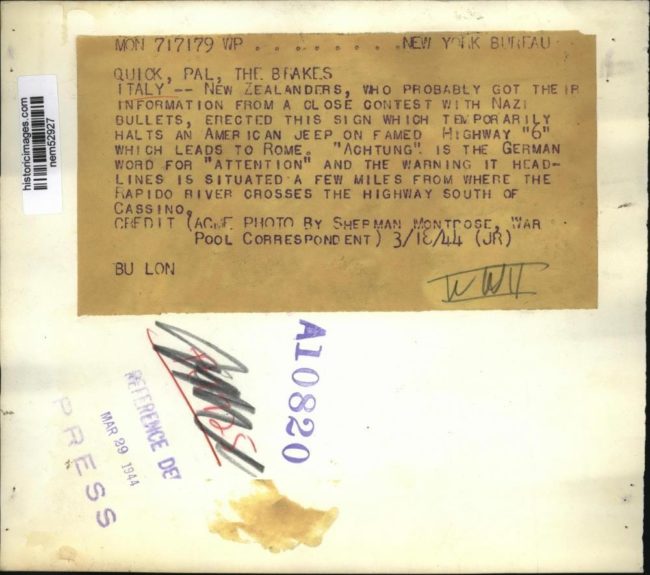 MON 717179 WP . . . . . . . . NEW YORK BUREAU
QUICK, PAL, THE BRAKES
ITALY -- NEW ZEALANDERS, WHO PROBABLY GOT THEIR
INFORMATION FROM A CLOSE CONTEST WITH NAZI
BULLETS, ERECTED THIS SIGN WHICH TEMPORARILY
HALTS AN AMERICAN JEEP ON FAMED HIGHWAY "6"
WHICH LEADS TO ROME. "ACHTUNG" IS THE GERMAN
WORD FOR "ATTENTION" AND THE WARNING IT HEAD-
LINES IS SITUATED A FEW MILES FROM WHERE THE
RAPIDO RIVER CROSSES THE HIGHWAY SOUTH OF
CASSINO.
CREDIT (ACME PHOTO BY SHERMAN MONTROSE, WAR
POOL CORRESPONDENT) 3/18/44 (JR)
BU LON
WWII
historicimages.com
nem52927
A10820
REFERENCE DE
MAR 29 1944
PRESS